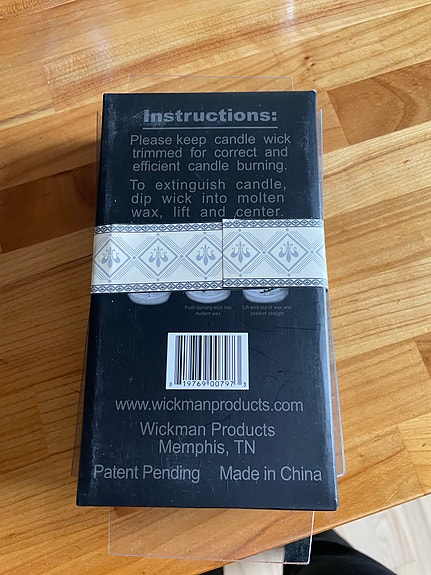 Instructions:
Please keep candle wick
trimmed for correct and
efficient candle burning.
To extinguish candle,
dip wick into molten
wax, lift and center.
Push burning wick into
molten wax
Lift wick out of wax and
position straight
8 19769 00797 3
www.wickmanproducts.com
Wickman Products
Memphis, TN
Patent Pending Made in China